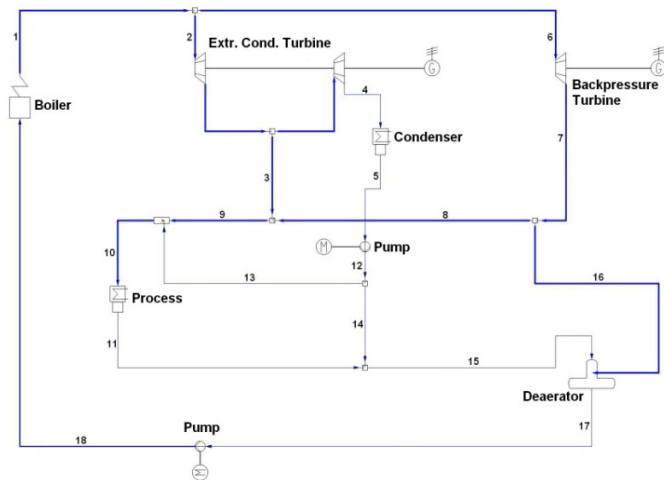 1
2
Extr. Cond. Turbine
6
G
G
4
Boiler
Condenser
Backpressure
Turbine
7
3
5
9
8
M
Pump
10
12
13
16
Process
11
14
15
Deaerator
Pump
17
18
M